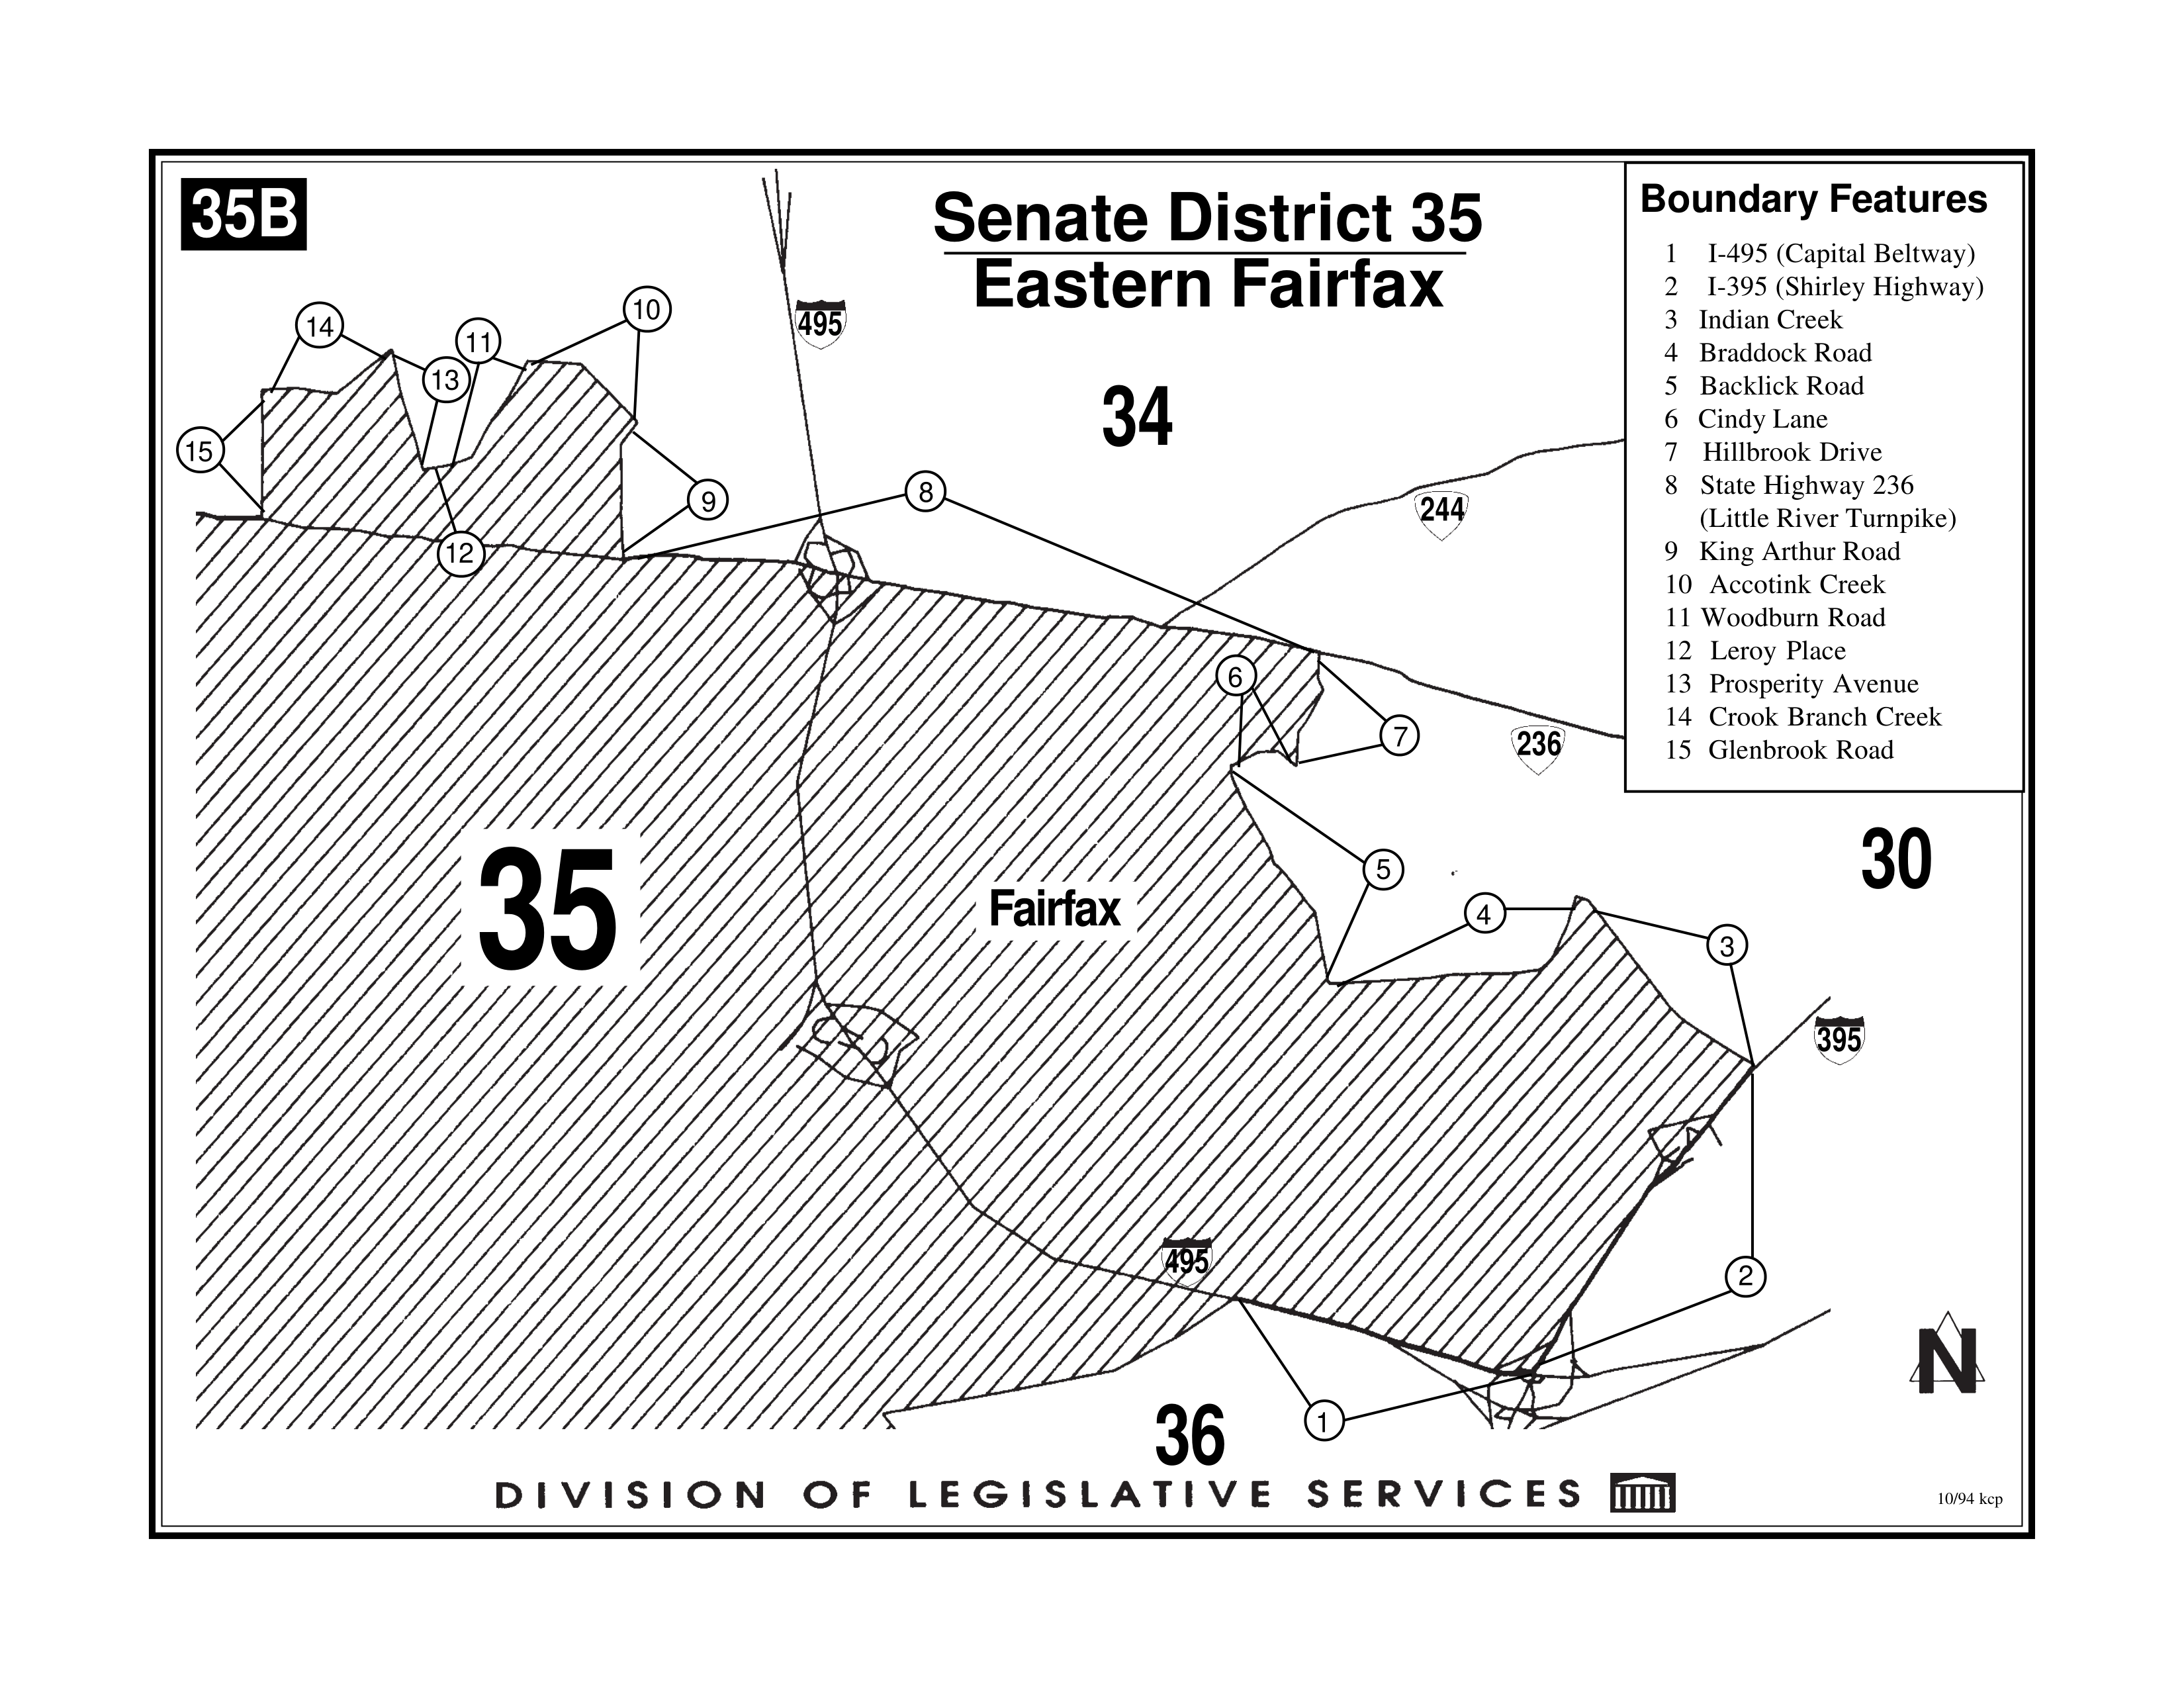 35B
Senate District 35
Eastern Fairfax
Boundary Features
1 I-495 (Capital Beltway)
2 I-395 (Shirley Highway)
3 Indian Creek
4 Braddock Road
5 Backlick Road
6 Cindy Lane
7 Hillbrook Drive
8 State Highway 236
(Little River Turnpike)
9 King Arthur Road
10 Accotink Creek
11 Woodburn Road
12 Leroy Place
13 Prosperity Avenue
14 Crook Branch Creek
15 Glenbrook Road
10
14
495
11
13
34
15
8
9
244
12
6
7
236
30
35
5
Fairfax
4
3
395
495
2
N
36
1
DIVISION OF LEGISLATIVE SERVICES
10/94 kcp